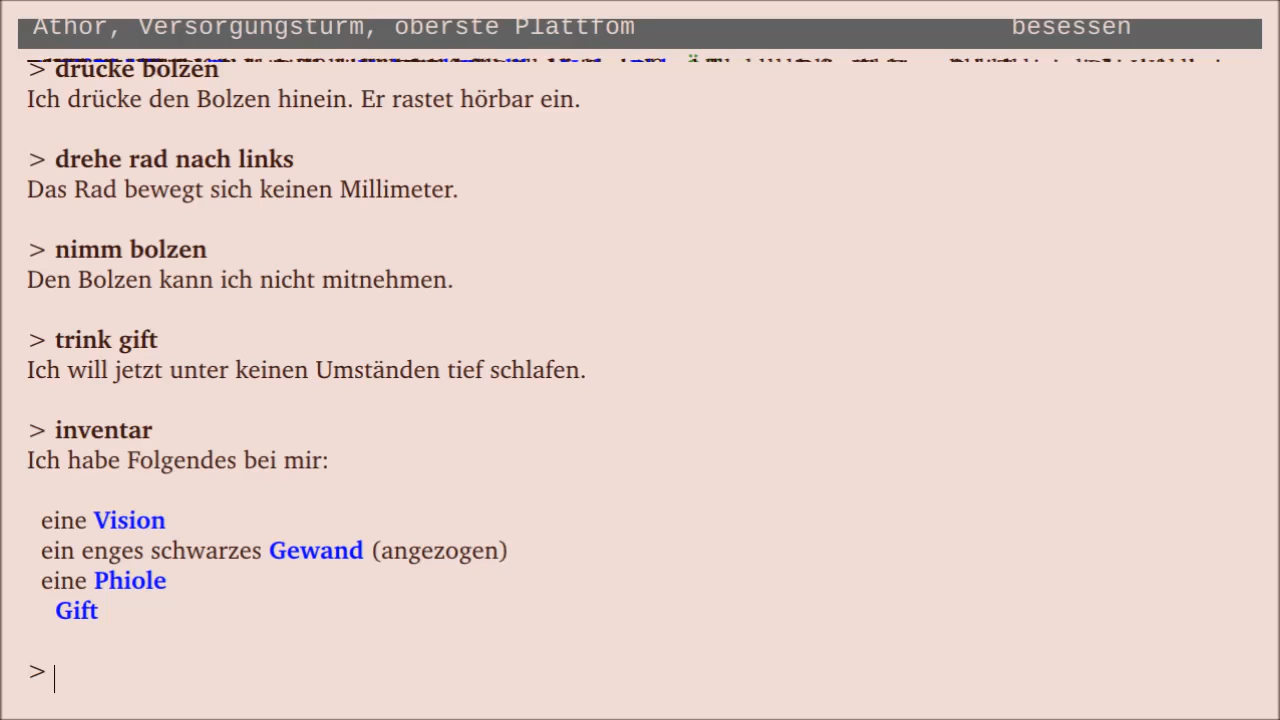 Athor, Versorgungsturm, oberste Plattfom besessen
> drücke bolzen
Ich drücke den Bolzen hinein. Er rastet hörbar ein.
> drehe rad nach links
Das Rad bewegt sich keinen Millimeter.
> nimm bolzen
Den Bolzen kann ich nicht mitnehmen.
> trink gift
Ich will jetzt unter keinen Umständen tief schlafen.
> inventar
Ich habe Folgendes bei mir:
eine Vision
ein enges schwarzes Gewand (angezogen)
eine Phiole
Gift
>